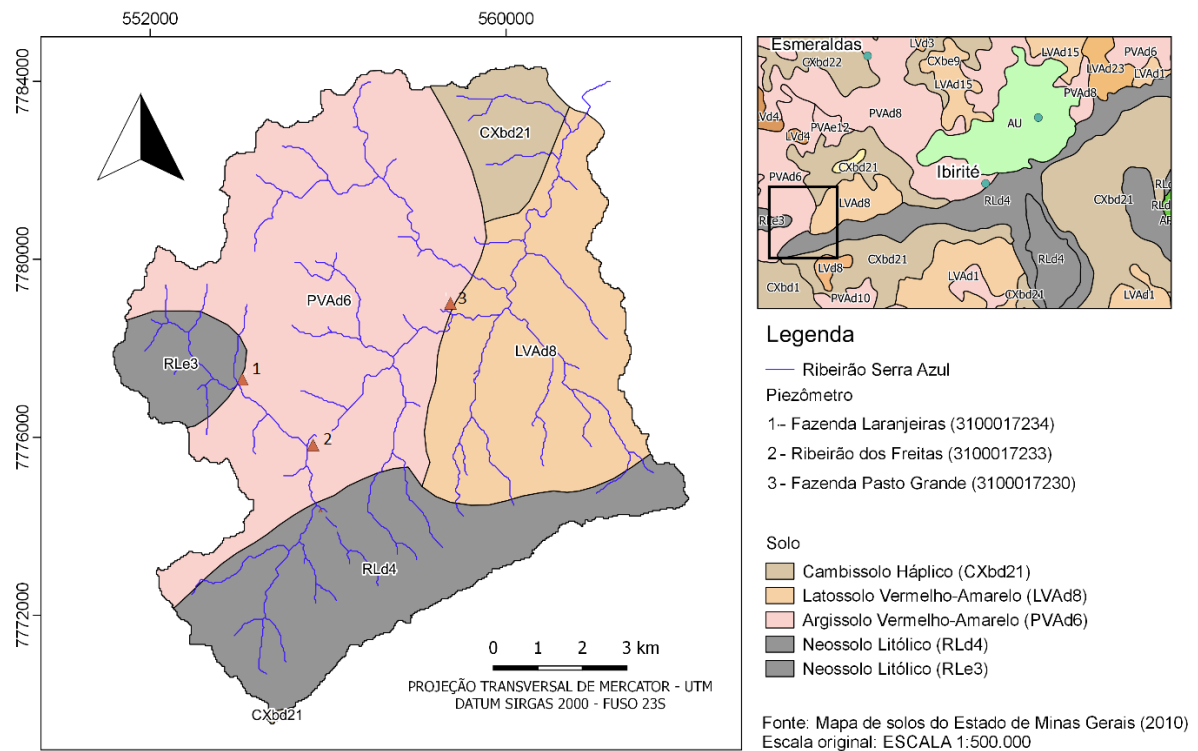 552000
560000
7784000
7780000
7776000
7772000
CXbd21
PVAd6
3
RLe3
1
LVAd8
2
RLd4
CXbd21
0 1 2 3 km
PROJEÇÃO TRANSVERSAL DE MERCATOR - UTM
DATUM SIRGAS 2000 - FUSO 23S
Esmeraldas
LVd3
CXbd22
CXbe9
LVAd15
PVAd6
LVAd23
LVAd1
LVAd15
PVAd8
PVAd8
LVd4
PVAe12
LVd4
AU
CXbd21
Ibirité
PVAd6
LVAd8
RLd4
CXbd21
RLe3
CXbd21
RLd4
LVd8
LVAd1
CXbd1
PVAd10
CXbd21
LVAd1
Legenda
Ribeirão Serra Azul
Piezômetro
1-- Fazenda Laranjeiras (3100017234)
2 - Ribeirão dos Freitas (3100017233)
3 - Fazenda Pasto Grande (3100017230)
Solo
Cambissolo Háplico (CXbd21)
Latossolo Vermelho-Amarelo (LVAd8)
Argissolo Vermelho-Amarelo (PVAd6)
Neossolo Litólico (RLd4)
Neossolo Litólico (RLe3)
Fonte: Mapa de solos do Estado de Minas Gerais (2010)
Escala original: ESCALA 1:500.000